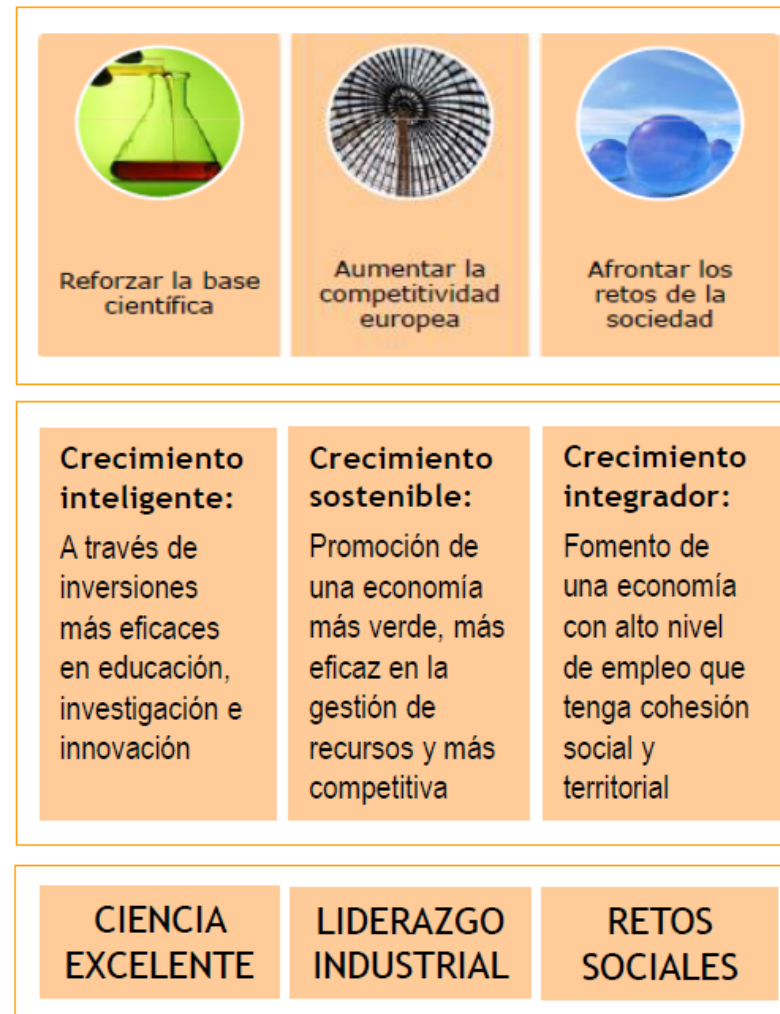 Reforzar la base
científica
Aumentar la
competitividad
europea
Afrontar los
retos de la
sociedad
Crecimiento
inteligente:
A través de
inversiones
más eficaces
en educación,
investigación e
innovación
Crecimiento
sostenible:
Promoción de
una economía
más verde, más
eficaz en la
gestión de
recursos y más
competitiva
Crecimiento
integrador:
Fomento de
una economía
con alto nivel
de empleo que
tenga cohesión
social y
territorial
CIENCIA
EXCELENTE
LIDERAZGO
INDUSTRIAL
RETOS
SOCIALES